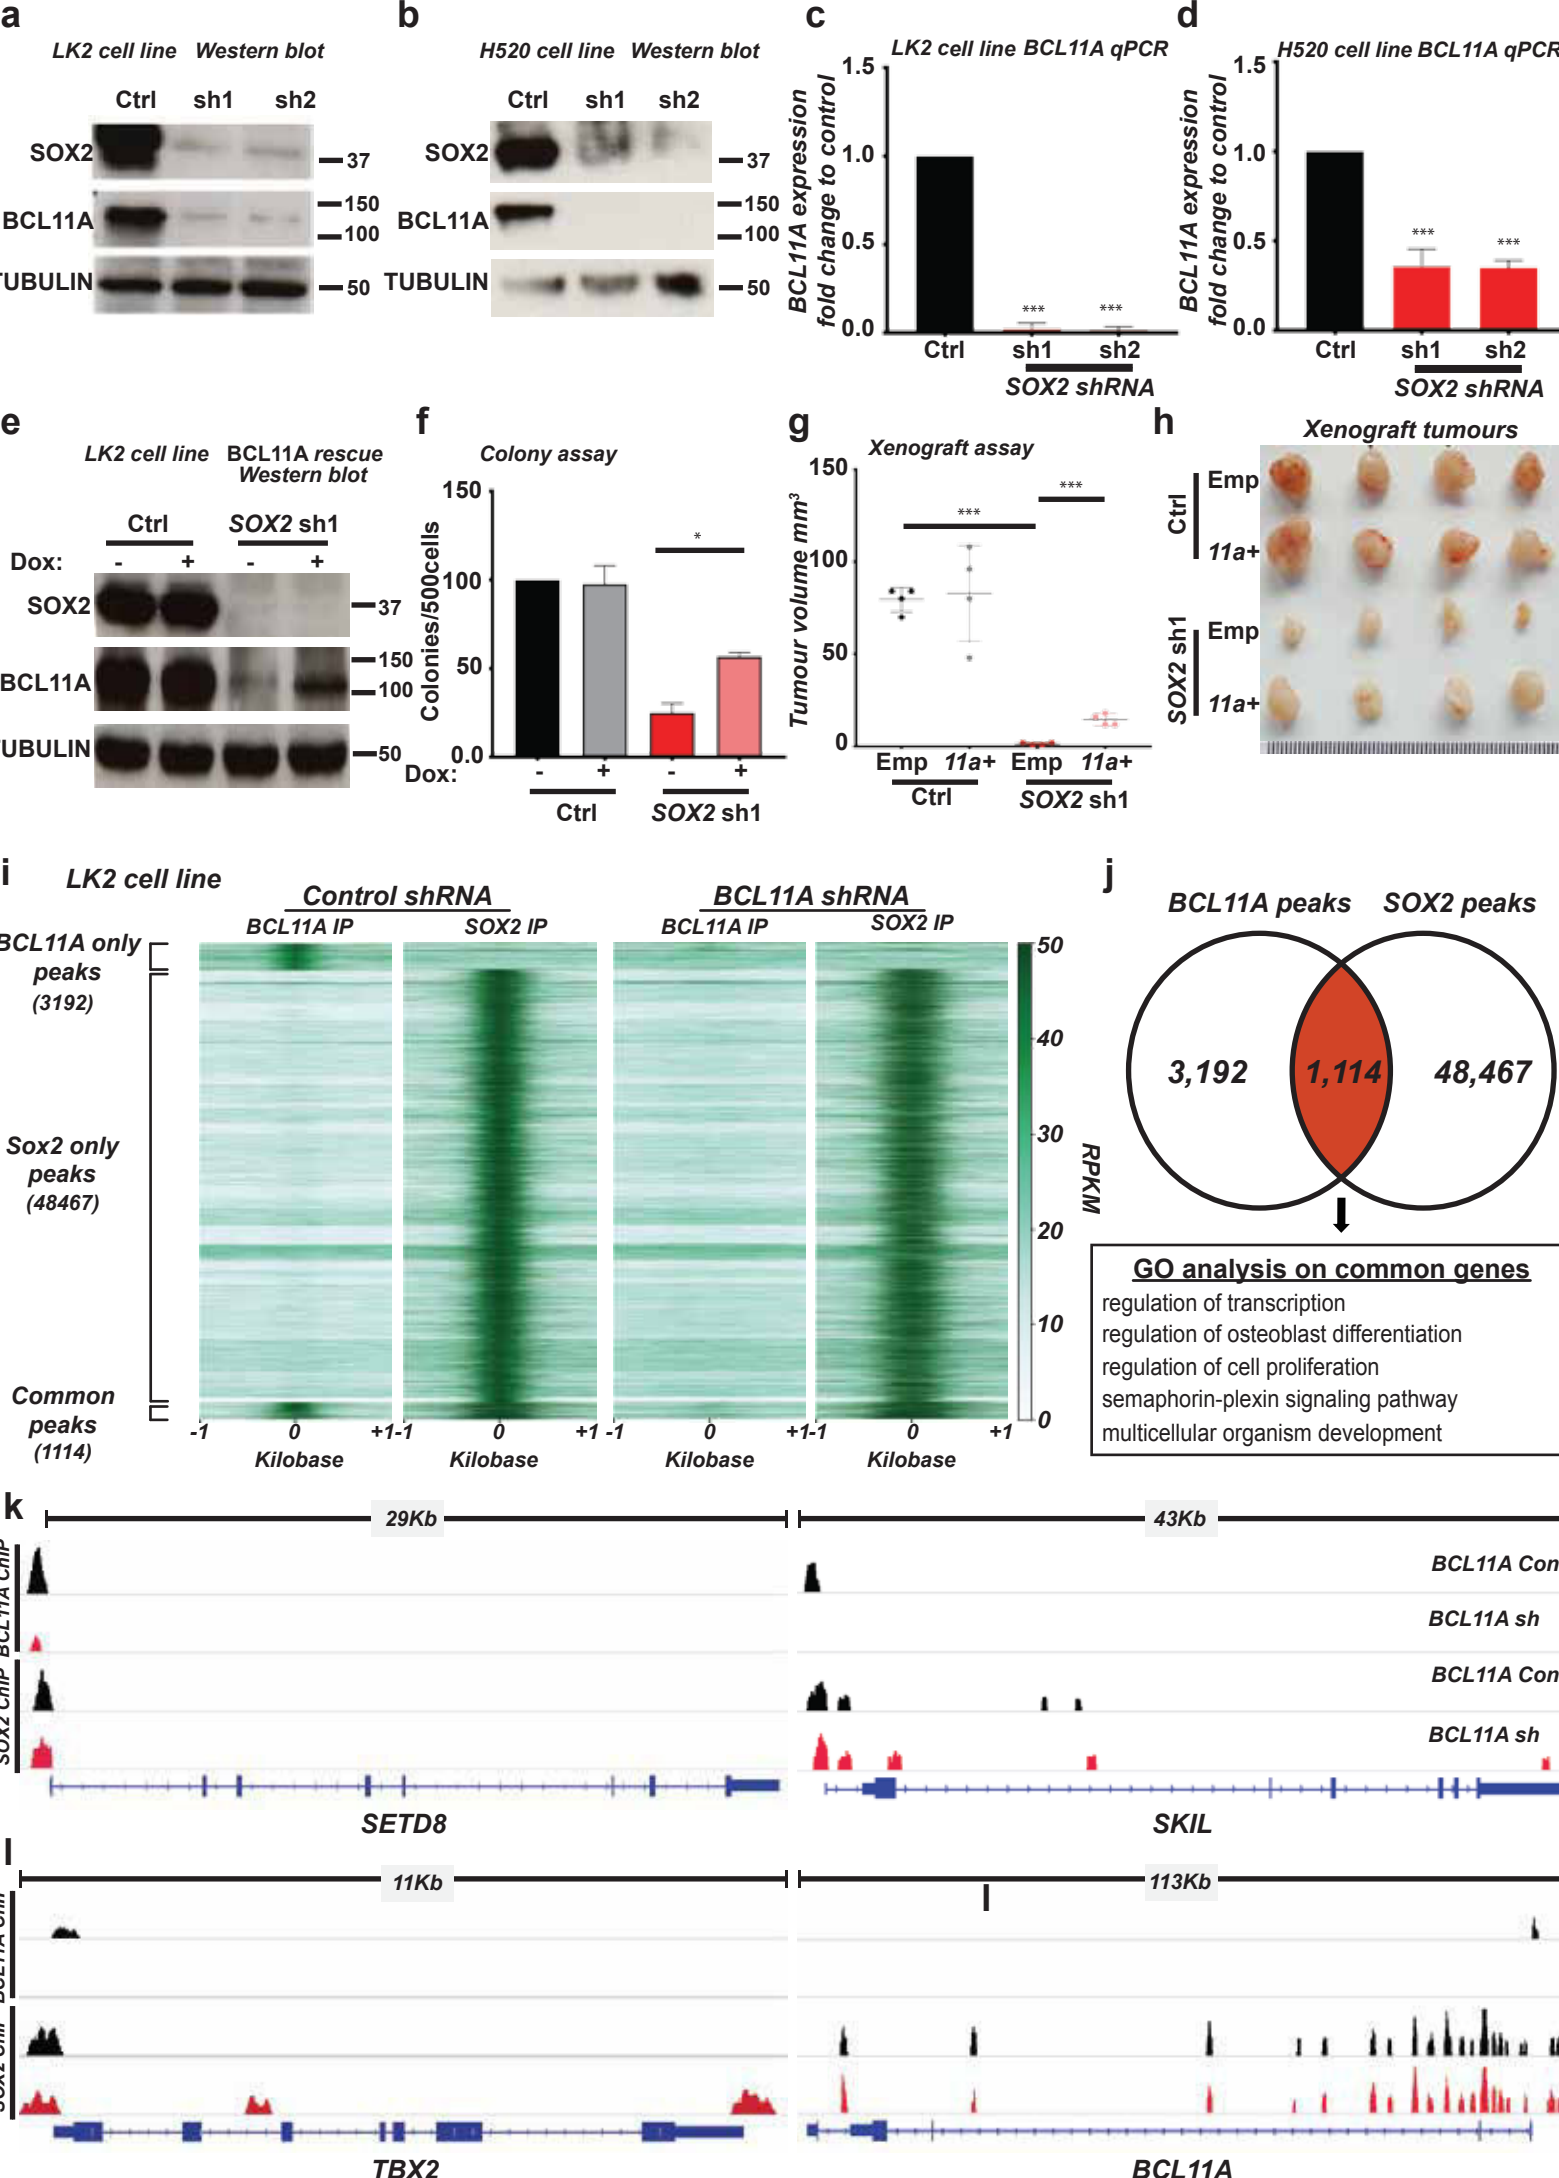 a
LK2 cell line Western blot
Ctrl sh1 sh2
SOX2
37
BCL11A
150
100
TUBULIN
50
b
H520 cell line Western blot
Ctrl sh1 sh2
SOX2
37
BCL11A
150
100
TUBULIN
50
c
LK2 cell line BCL11A qPCR
BCL11A expression
fold change to control
1.5
1.0
0.5
0.0
***
***
Ctrl sh1 sh2
SOX2 shRNA
d
H520 cell line BCL11A qPCR
BCL11A expression
fold change to control
1.5
1.0
0.5
0.0
***
***
Ctrl sh1 sh2
SOX2 shRNA
e
LK2 cell line BCL11A rescue
Western blot
Ctrl SOX2 sh1
Dox: - + - +
SOX2
37
BCL11A
150
100
TUBULIN
50
f
Colony assay
Colonies/500cells
150
100
50
0.0
*
Dox: - + - +
Ctrl SOX2 sh1
g
Xenograft assay
Tumour volume mm3
150
100
50
0
***
***
Emp 11a+ Emp 11a+
Ctrl SOX2 sh1
h
Xenograft tumours
Ctrl
Emp
11a+
SOX2 sh1
Emp
11a+
i
LK2 cell line
Control shRNA BCL11A shRNA
BCL11A IP SOX2 IP BCL11A IP SOX2 IP
BCL11A only
peaks
(3192)
Sox2 only
peaks
(48467)
Common
peaks
(1114)
-1 0 +1 -1 0 +1 -1 0 +1 -1 0 +1
Kilobase Kilobase Kilobase Kilobase
50
40
30
20
10
0
RPKM
j
BCL11A peaks SOX2 peaks
3,192 1,114 48,467
GO analysis on common genes
regulation of transcription
regulation of osteoblast differentiation
regulation of cell proliferation
semaphorin-plexin signaling pathway
multicellular organism development
k
29Kb 43Kb
BCL11A ChIP
SOX2 ChIP
BCL11A Con
BCL11A sh
BCL11A Con
BCL11A sh
SETD8 SKIL
l
11Kb 113Kb
BCL11A ChIP
SOX2 ChIP
TBX2 BCL11A